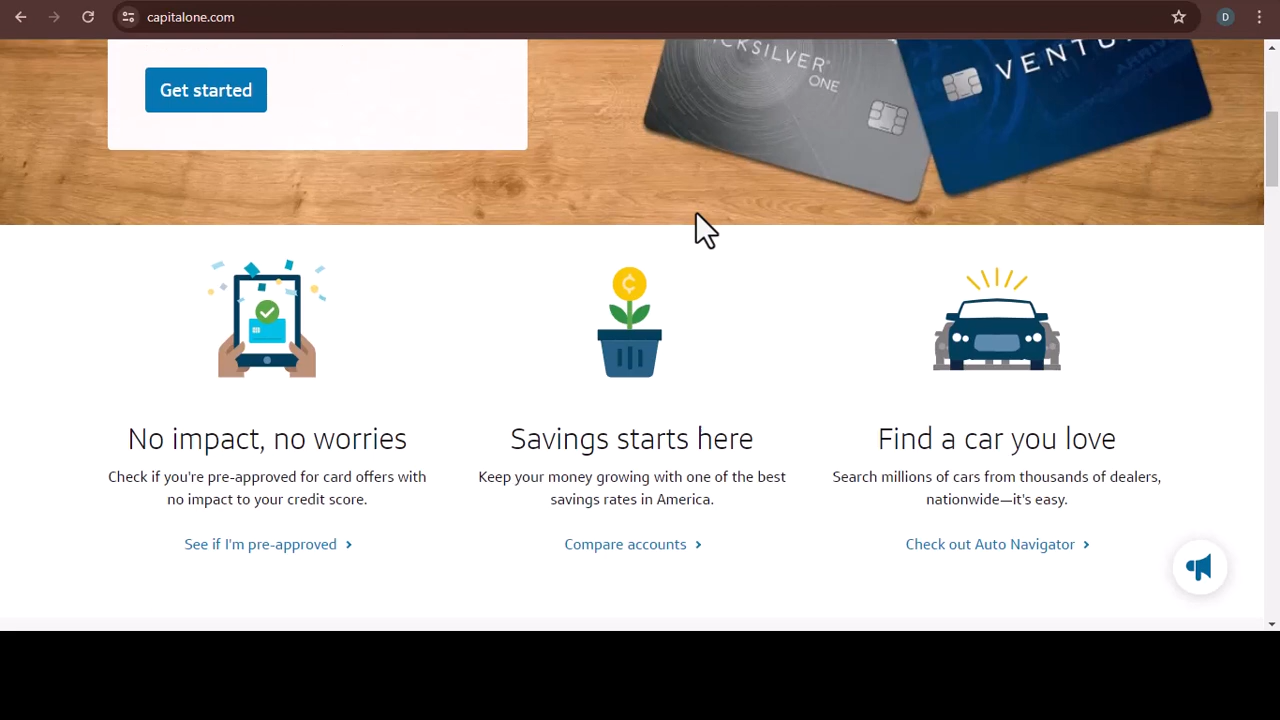 capitalone.com
D
Get started
ONE
No impact, no worries
Check if you're pre-approved for card offers with
no impact to your credit score.
See if I'm pre-approved
¢
Savings starts here
Keep your money growing with one of the best
savings rates in America.
Compare accounts
Find a car you love
Search millions of cars from thousands of dealers,
nationwide—it's easy.
Check out Auto Navigator